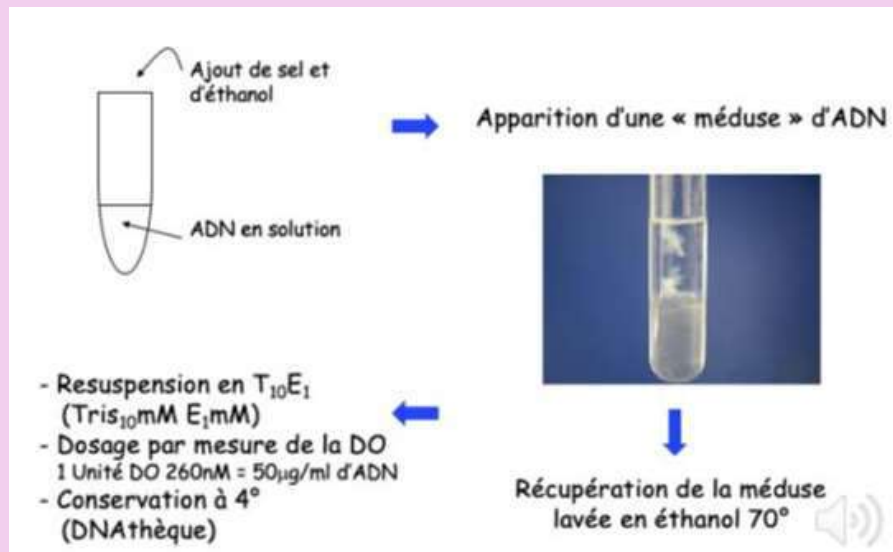 Ajout de sel et
d'éthanol
Apparition d'une « méduse » d'ADN
ADN en solution
Récupération de la méduse
lavée en éthanol 70°
- Resuspension en T₁₀E₁
(Tris₁₀mM E₁mM)
- Dosage par mesure de la DO
1 Unité DO 260nM = 50µg/ml d'ADN
- Conservation à 4°
(DNAthèque)